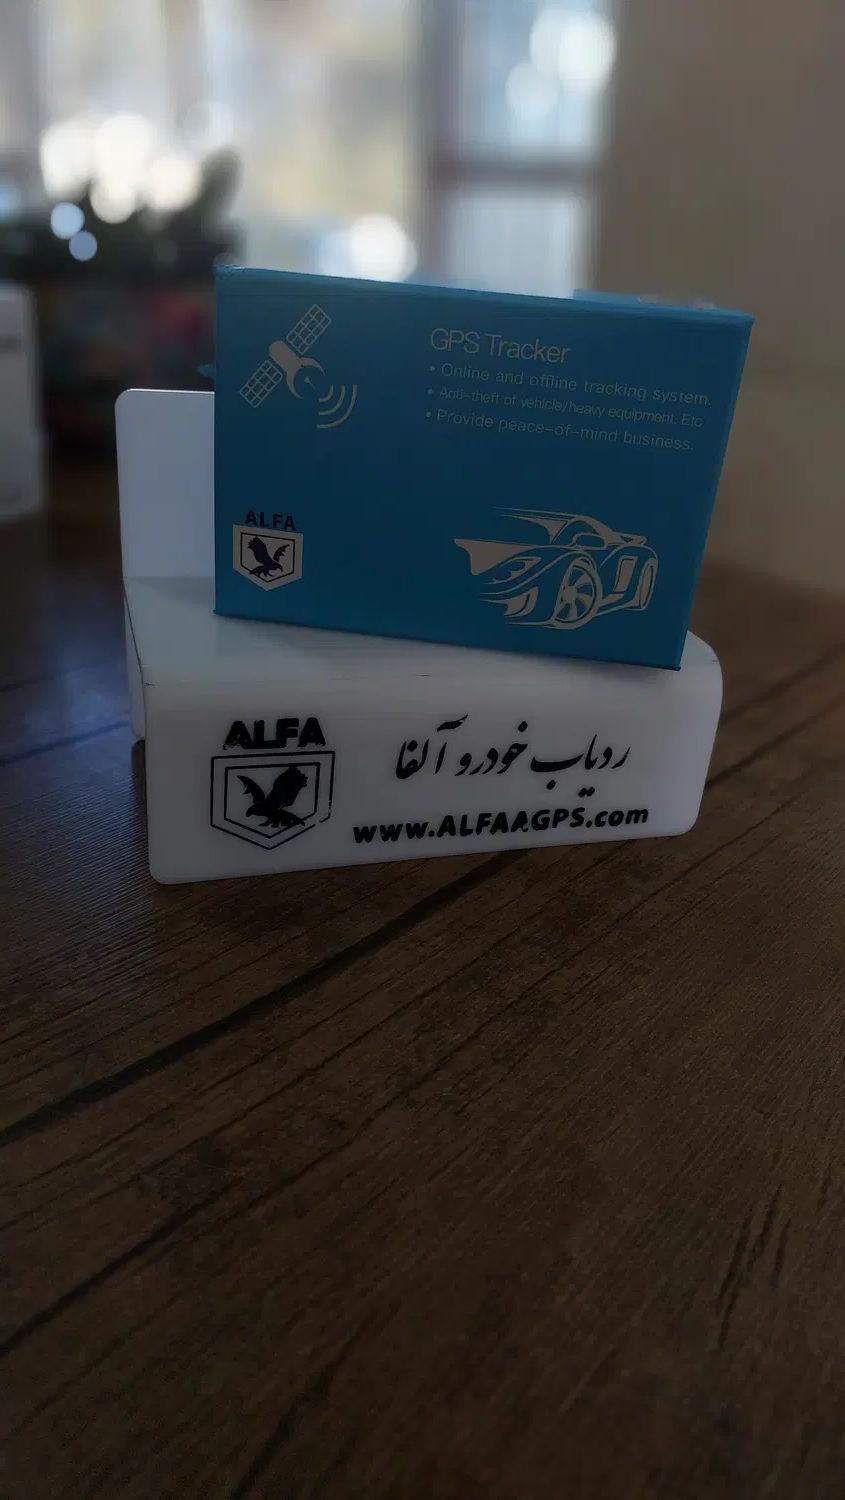 GPS Tracker
• Online and offline tracking system.
• Anti-theft of vehicle/heavy equipment. Etc
• Provide peace-of-mind business.
ALFA
ALFA
ردیاب خودرو آلفا
www.ALFAAGPS.com